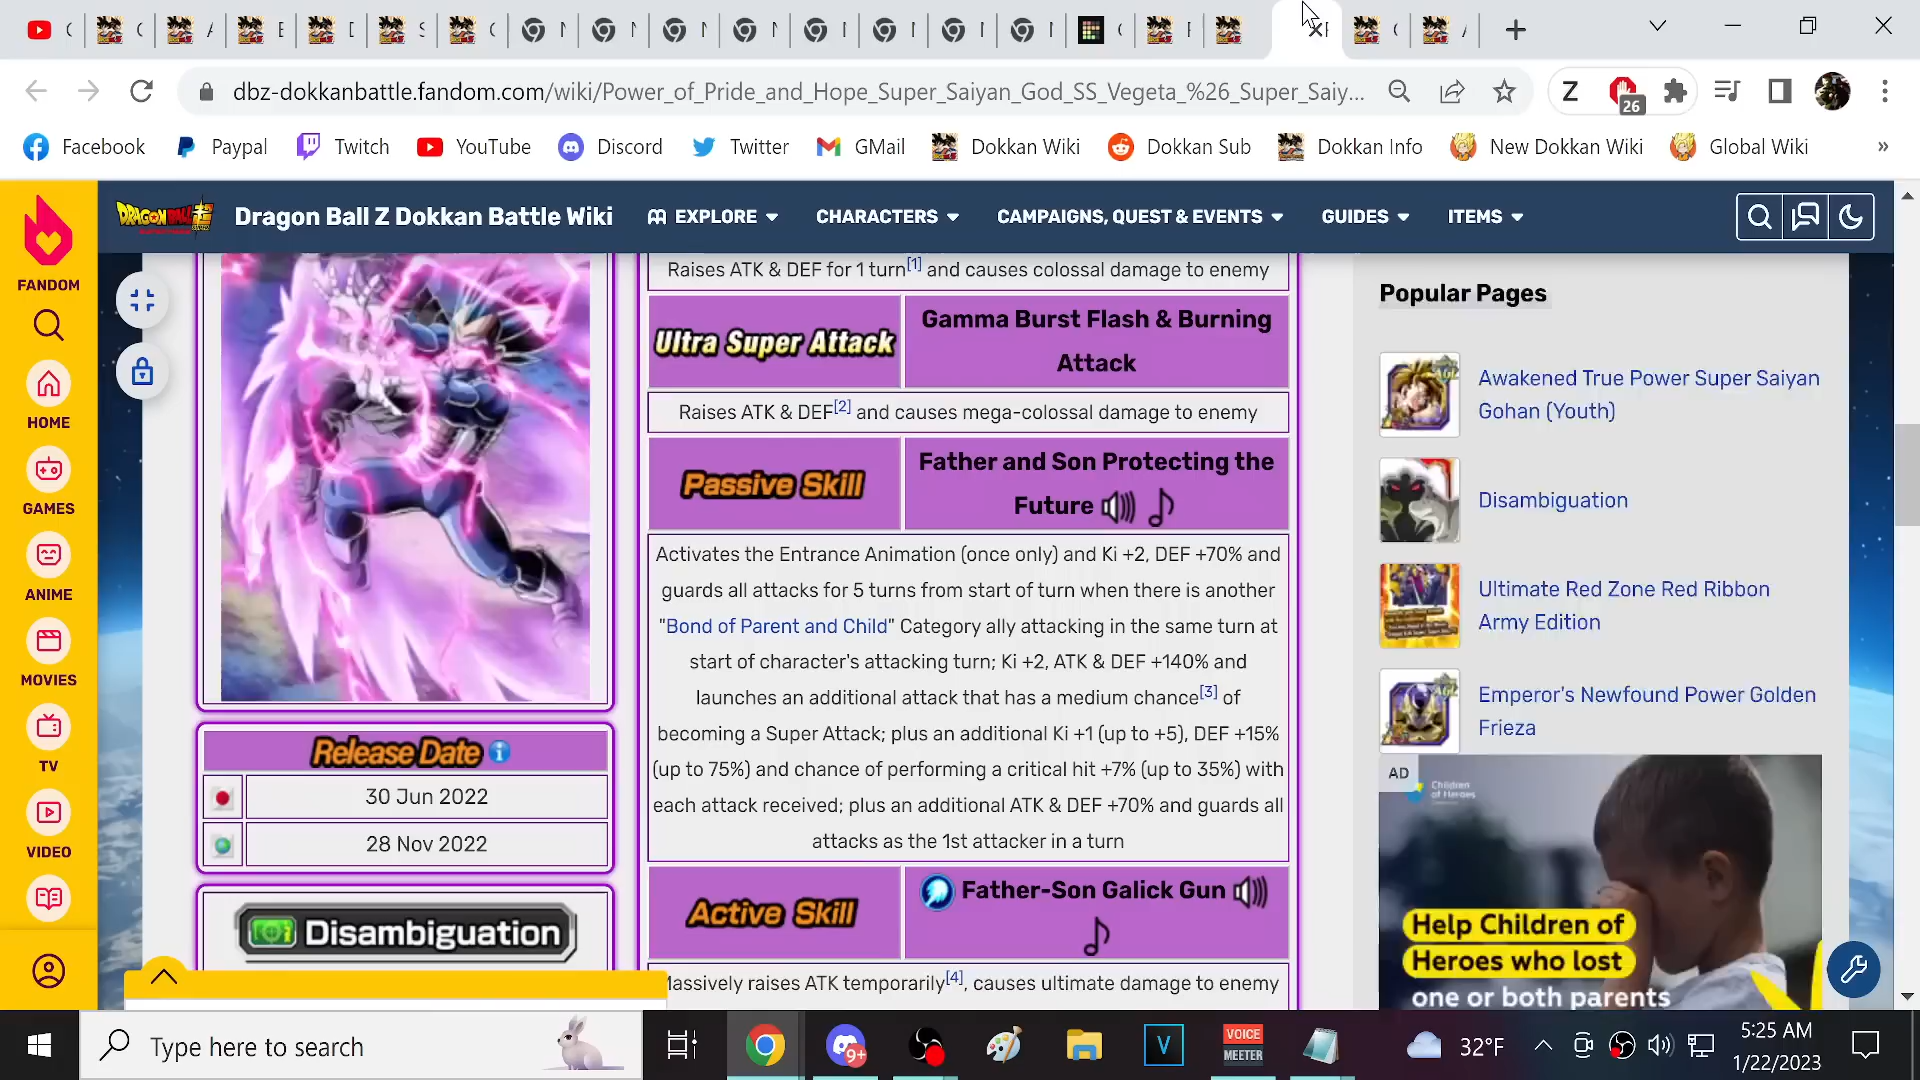 dbz-dokkanbattle.fandom.com/wiki/Power_of_Pride_and_Hope_Super_Saiyan_God_SS_Vegeta_%26_Super_Saiy...
26
Facebook Paypal Twitch YouTube Discord Twitter GMail Dokkan Wiki Dokkan Sub Dokkan Info New Dokkan Wiki Global Wiki »
Dragon Ball Z Dokkan Battle Wiki EXPLORE CHARACTERS CAMPAIGNS, QUEST & EVENTS GUIDES ITEMS
FANDOM
HOME
GAMES
ANIME
MOVIES
TV
VIDEO
Release Date
30 Jun 2022
28 Nov 2022
Disambiguation
Raises ATK & DEF for 1 turn[1] and causes colossal damage to enemy
Ultra Super Attack
Gamma Burst Flash & Burning
Attack
Raises ATK & DEF[2] and causes mega-colossal damage to enemy
Passive Skill
Father and Son Protecting the
Future
Activates the Entrance Animation (once only) and Ki +2, DEF +70% and
guards all attacks for 5 turns from start of turn when there is another
"Bond of Parent and Child" Category ally attacking in the same turn at
start of character's attacking turn; Ki +2, ATK & DEF +140% and
launches an additional attack that has a medium chance[3] of
becoming a Super Attack; plus an additional Ki +1 (up to +5), DEF +15%
(up to 75%) and chance of performing a critical hit +7% (up to 35%) with
each attack received; plus an additional ATK & DEF +70% and guards all
attacks as the 1st attacker in a turn
Active Skill
Father-Son Galick Gun
Massively raises ATK temporarily[4], causes ultimate damage to enemy
Popular Pages
Awakened True Power Super Saiyan
Gohan (Youth)
Disambiguation
Ultimate Red Zone Red Ribbon
Army Edition
Emperor's Newfound Power Golden
Frieza
AD
Children
of Heroes
Help Children of
Heroes who lost
one or both parents
Type here to search
9+
V
VOICE
MEETER
32°F
5:25 AM
1/22/2023